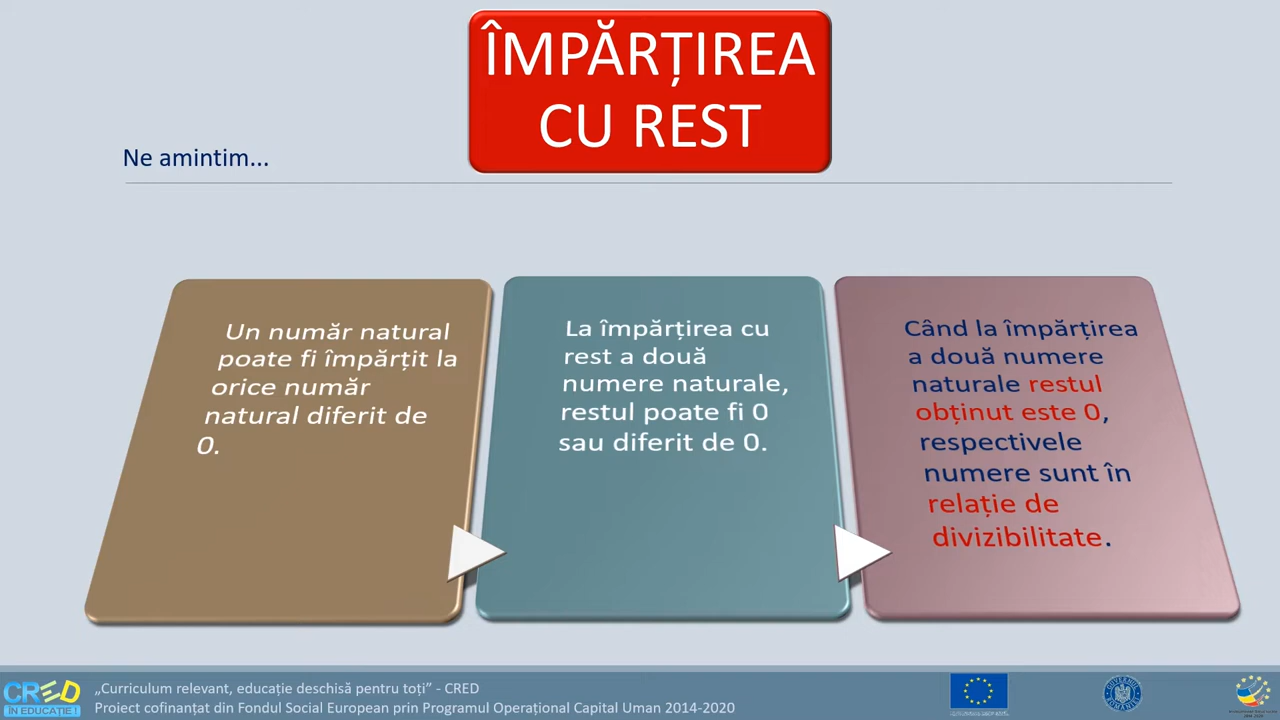 ÎMPĂRȚIREA
CU REST
Ne amintim...
Un număr natural
poate fi împărțit la
orice număr
natural diferit de
0.
La împărțirea cu
rest a două
numere naturale,
restul poate fi 0
sau diferit de 0.
Când la împărțirea
a două numere
naturale restul
obținut este 0,
respectivele
numere sunt în
relație de
divizibilitate.
CRED
ÎN EDUCAȚIE !
„Curriculum relevant, educație deschisă pentru toți” - CRED
Proiect cofinanțat din Fondul Social European prin Programul Operațional Capital Uman 2014-2020